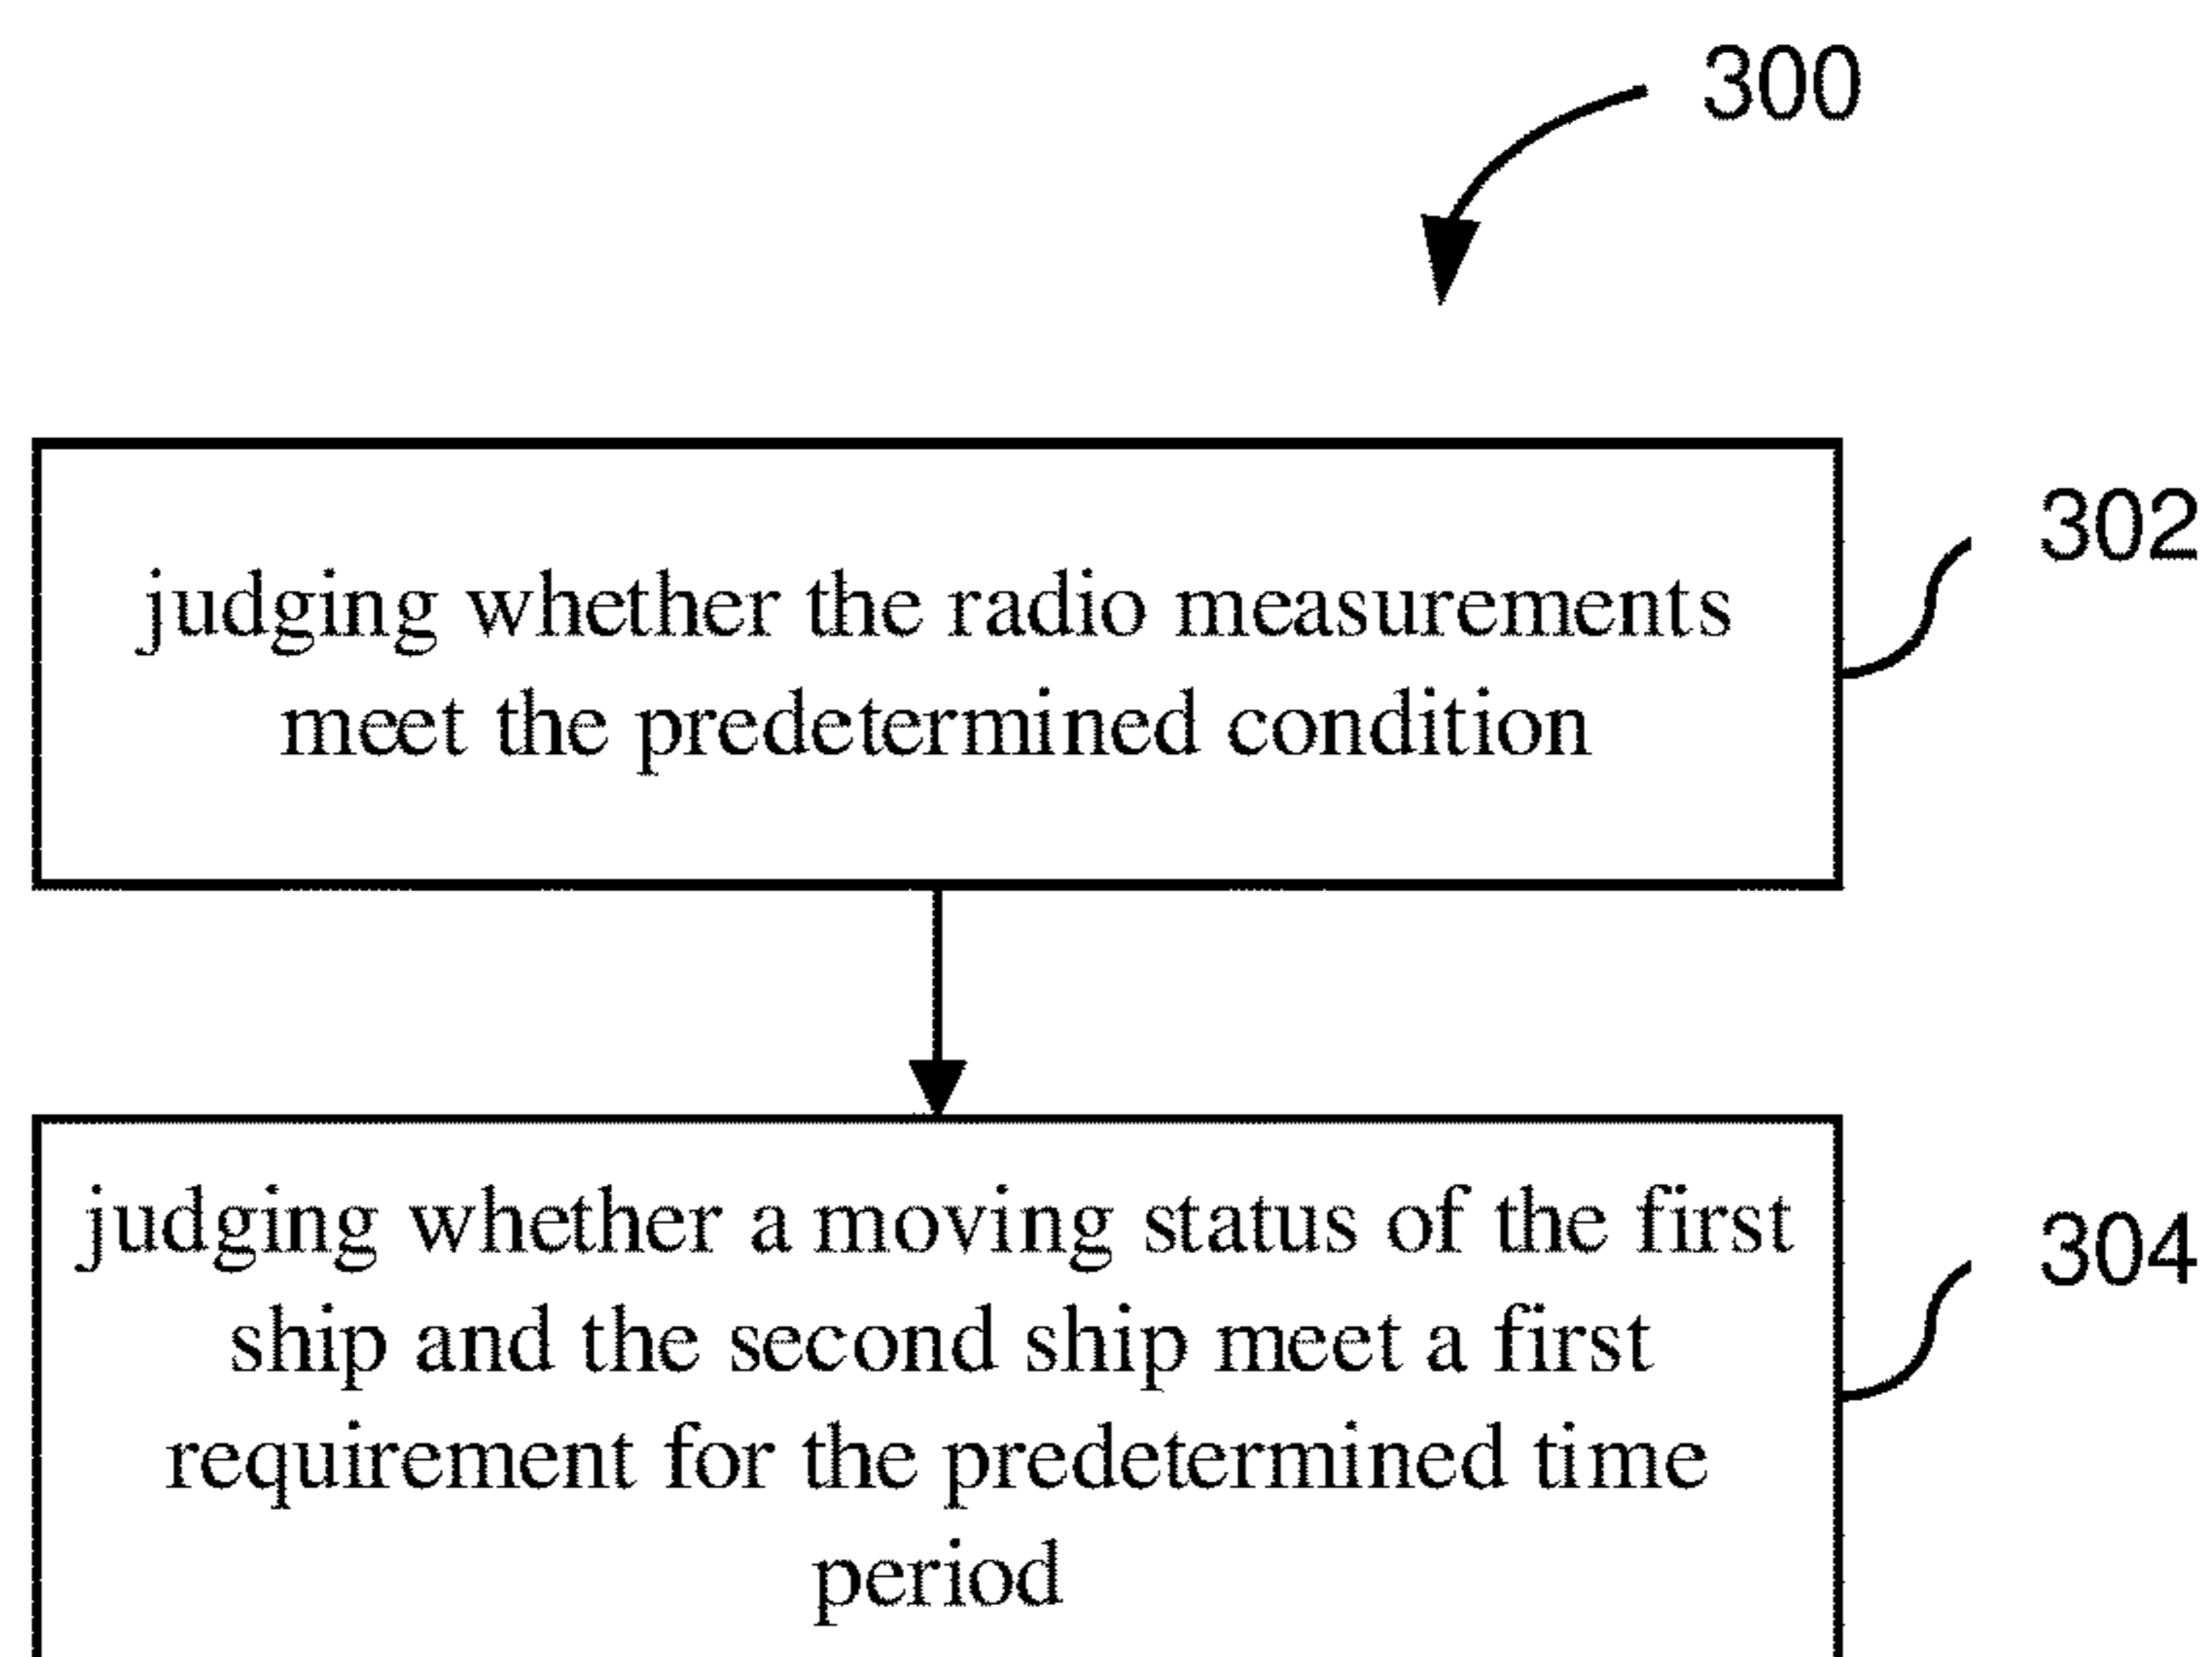 300
302
judging whether the radio measurements
meet the predetermined condition
304
judging whether a moving status of the first
ship and the second ship meet a first
requirement for the predetermined time
period